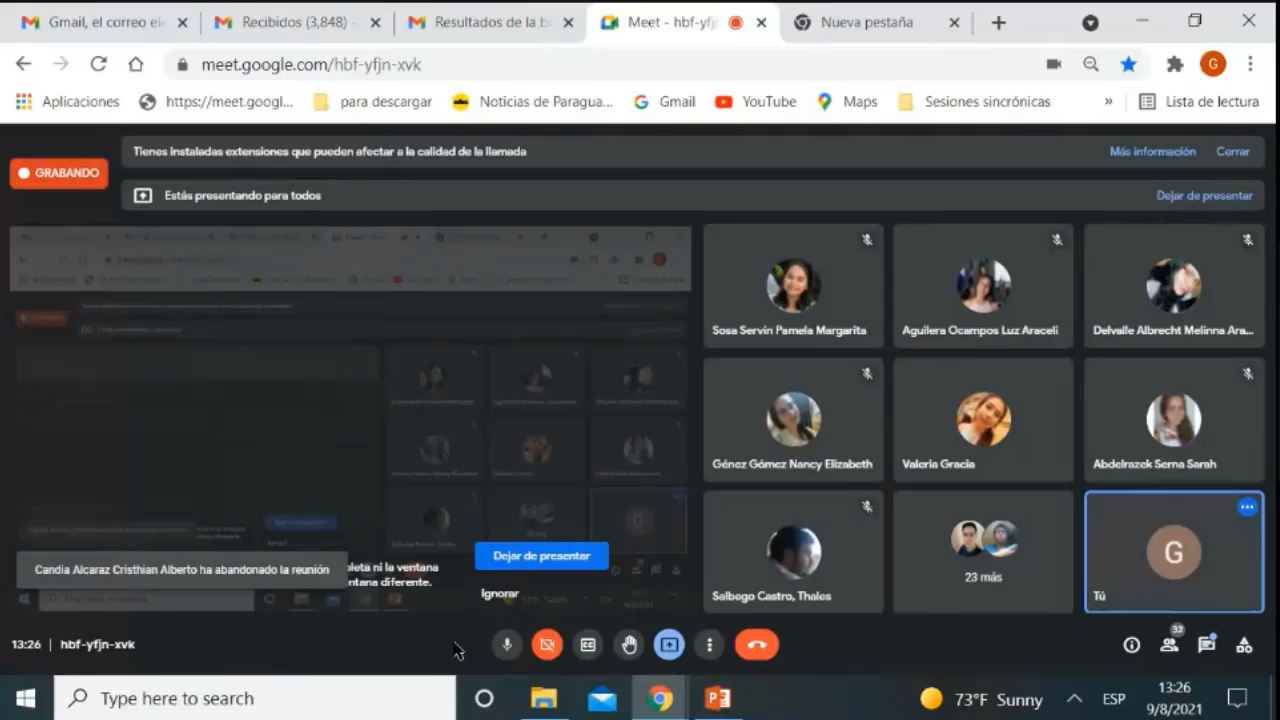 Gmail, el correo ele
Recibidos (3,848)
Resultados de la b
Meet - hbf-yfjn
Nueva pestaña
meet.google.com/hbf-yfjn-xvk
G
Aplicaciones
https://meet.googl...
para descargar
Noticias de Paragua...
Gmail
YouTube
Maps
Sesiones sincrónicas
»
Lista de lectura
Tienes instaladas extensiones que pueden afectar a la calidad de la llamada
Más información
Cerrar
GRABANDO
Estás presentando para todos
Dejar de presentar
Sosa Servin Pamela Margarita
Aguilera Ocampos Luz Araceli
Delvalle Albrecht Melinna Ara...
Génez Gómez Nancy Elizabeth
Valeria Gracia
Abdelrazek Serna Sarah
Salbego Castro, Thales
23 más
G
Tú
Candia Alcaraz Cristhian Alberto ha abandonado la reunión
pleta ni la ventana
ntana diferente.
Dejar de presentar
Ignorar
13:26 | hbf-yfjn-xvk
32
Type here to search
73°F Sunny
ESP
13:26
9/8/2021